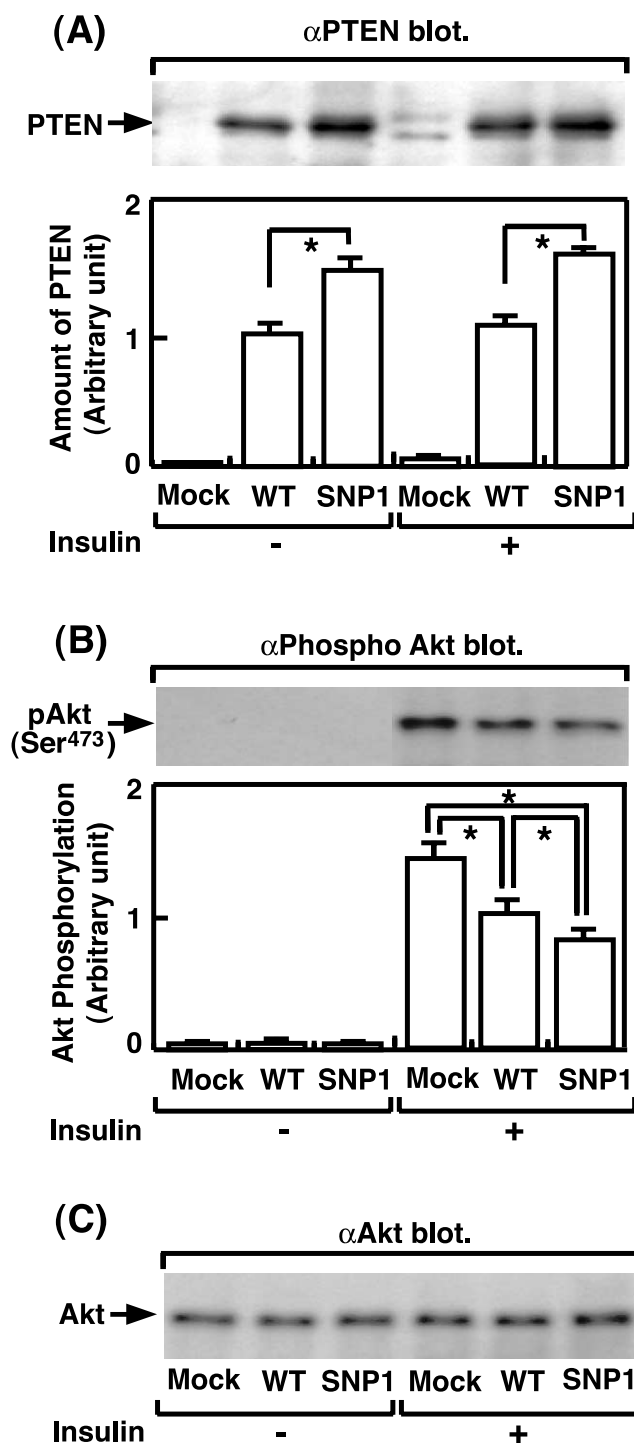 (A)
αPTEN blot.
PTEN
Amount of PTEN
(Arbitrary unit)
2
*
*
1
0
Mock WT SNP1 Mock WT SNP1
Insulin - +
(B)
αPhospho Akt blot.
pAkt
(Ser473)
Akt Phosphorylation
(Arbitrary unit)
2
*
* *
1
0
Mock WT SNP1 Mock WT SNP1
Insulin - +
(C)
αAkt blot.
Akt
Mock WT SNP1 Mock WT SNP1
Insulin - +